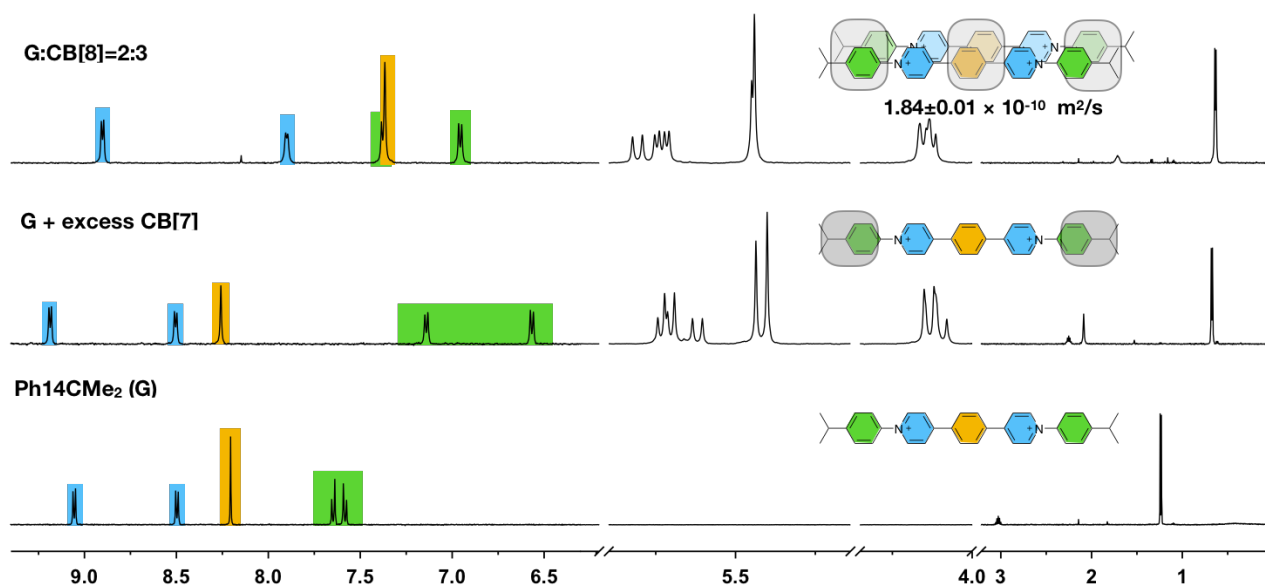 G:CB[8]=2:3
N + + N
1.84±0.01 × 10-10 m2/s
G + excess CB[7]
N + + N
Ph14CMe₂ (G)
N + + N
9.0 8.5 8.0 7.5 7.0 6.5 5.5 4.0 3 2 1